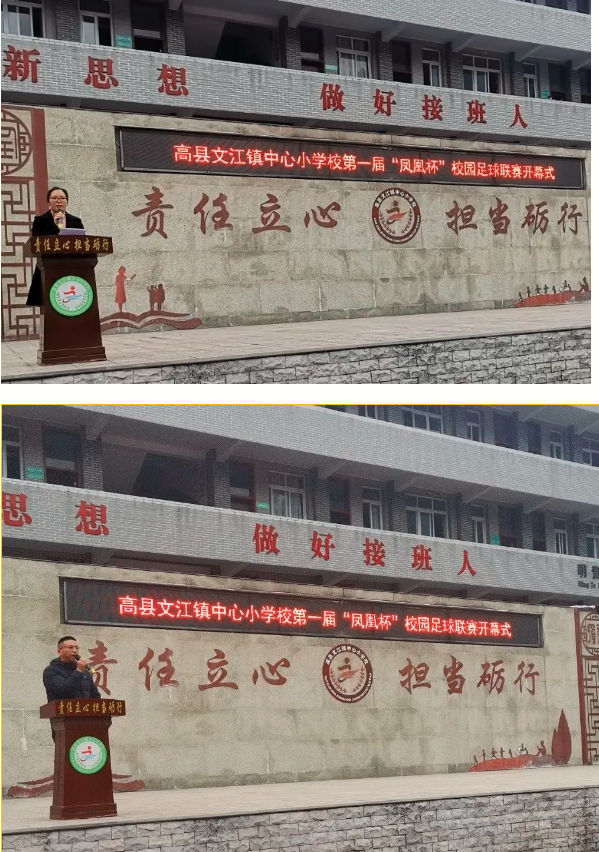 新思想 做好接班人
高县文江镇中心小学校第一届“凤凰杯”校园足球联赛开幕式
责任立心 担当砺行
责任立心 担当砺行
思想 做好接班人
高县文江镇中心小学校第一届“凤凰杯”校园足球联赛开幕式
责任立心 担当砺行
责任立心 担当砺行